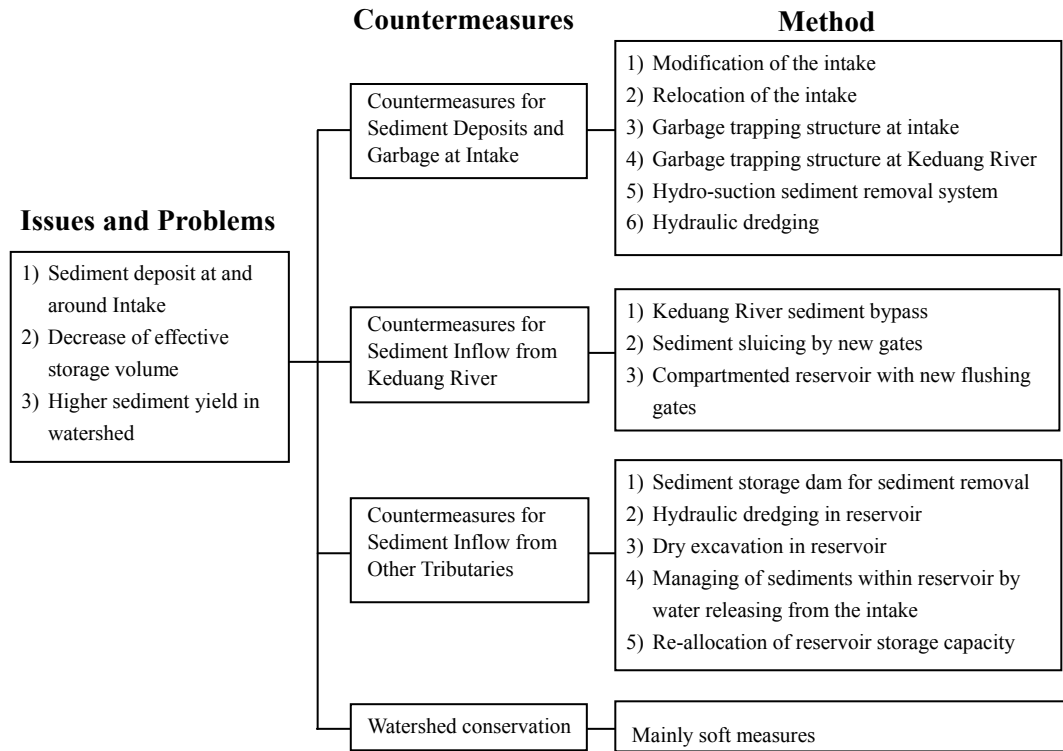 Countermeasures
Method
Issues and Problems
1) Sediment deposit at and
around Intake
2) Decrease of effective
storage volume
3) Higher sediment yield in
watershed
Countermeasures for
Sediment Deposits and
Garbage at Intake
1) Modification of the intake
2) Relocation of the intake
3) Garbage trapping structure at intake
4) Garbage trapping structure at Keduang River
5) Hydro-suction sediment removal system
6) Hydraulic dredging
Countermeasures for
Sediment Inflow from
Keduang River
1) Keduang River sediment bypass
2) Sediment sluicing by new gates
3) Compartmented reservoir with new flushing
gates
Countermeasures for
Sediment Inflow from
Other Tributaries
1) Sediment storage dam for sediment removal
2) Hydraulic dredging in reservoir
3) Dry excavation in reservoir
4) Managing of sediments within reservoir by
water releasing from the intake
5) Re-allocation of reservoir storage capacity
Watershed conservation
Mainly soft measures